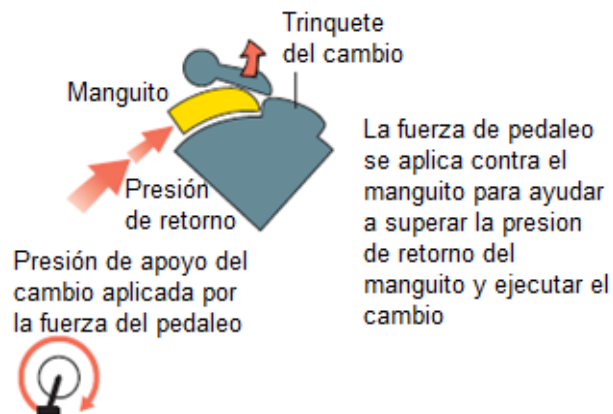 Trinquete
del cambio
Manguito
Presión
de retorno
La fuerza de pedaleo
se aplica contra el
manguito para ayudar
a superar la presion
de retorno del
manguito y ejecutar el
cambio
Presión de apoyo del
cambio aplicada por
la fuerza del pedaleo